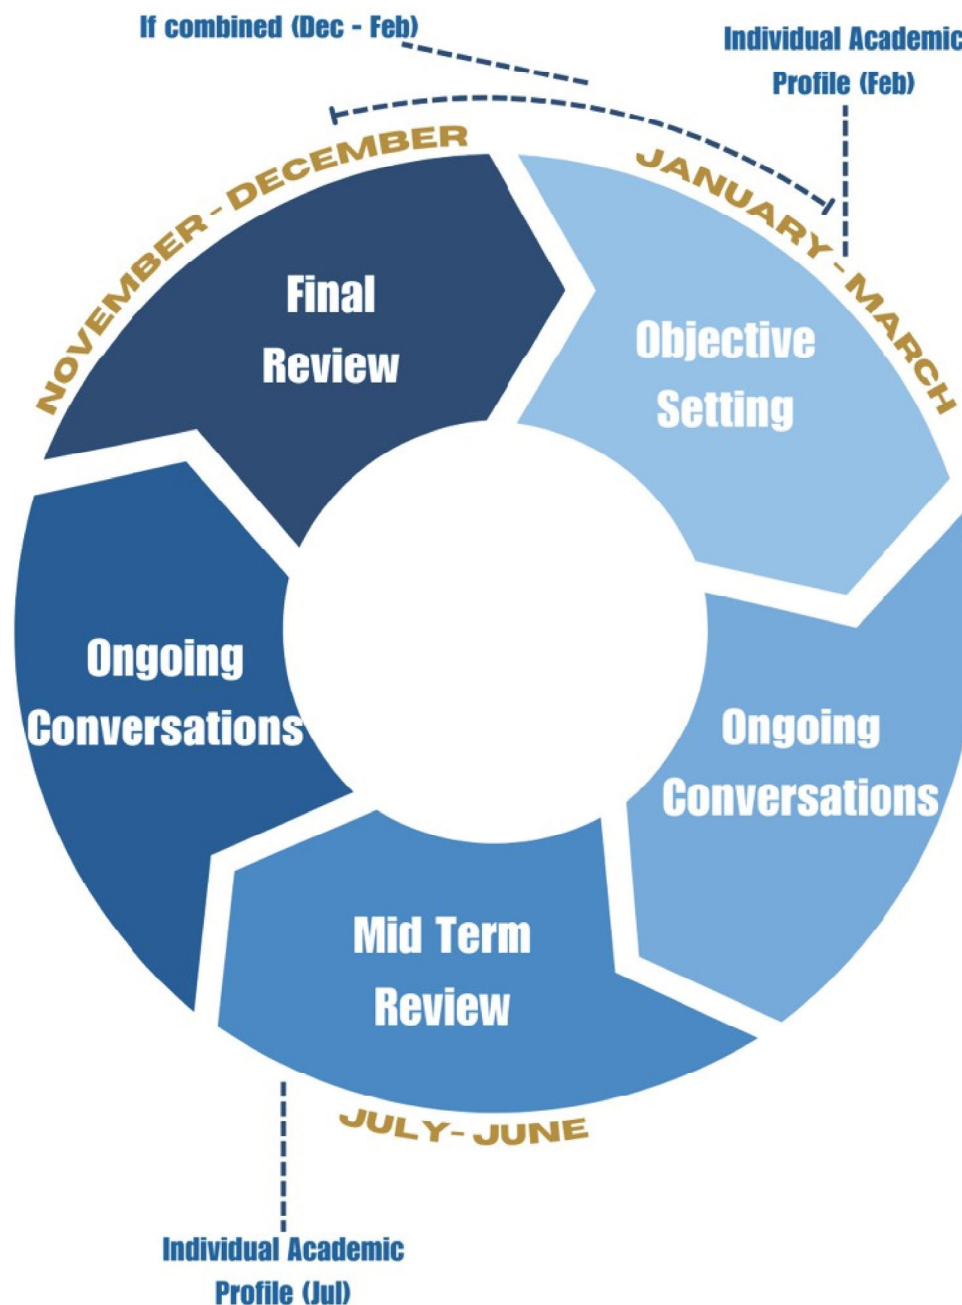 If combined (Dec - Feb)
Individual Academic
Profile (Feb)
NOVEMBER - DECEMBER
JANUARY - MARCH
Final
Review
Objective
Setting
Ongoing
Conversations
Ongoing
Conversations
Mid Term
Review
JULY- JUNE
Individual Academic
Profile (Jul)